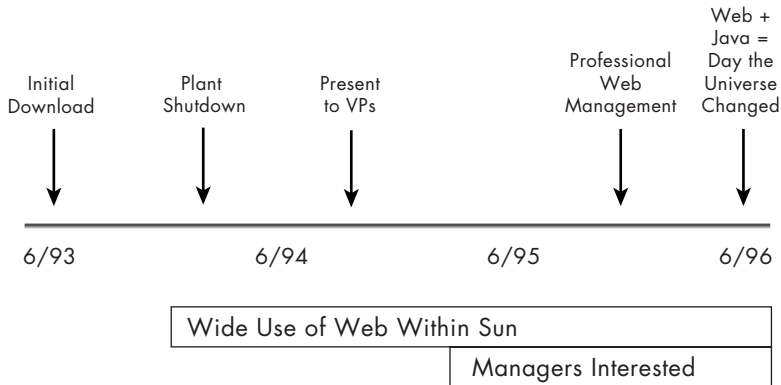 Initial
Download
Plant
Shutdown
Present
to VPs
Professional
Web
Management
Web +
Java =
Day the
Universe
Changed
6/93
6/94
6/95
6/96
Wide Use of Web Within Sun
Managers Interested